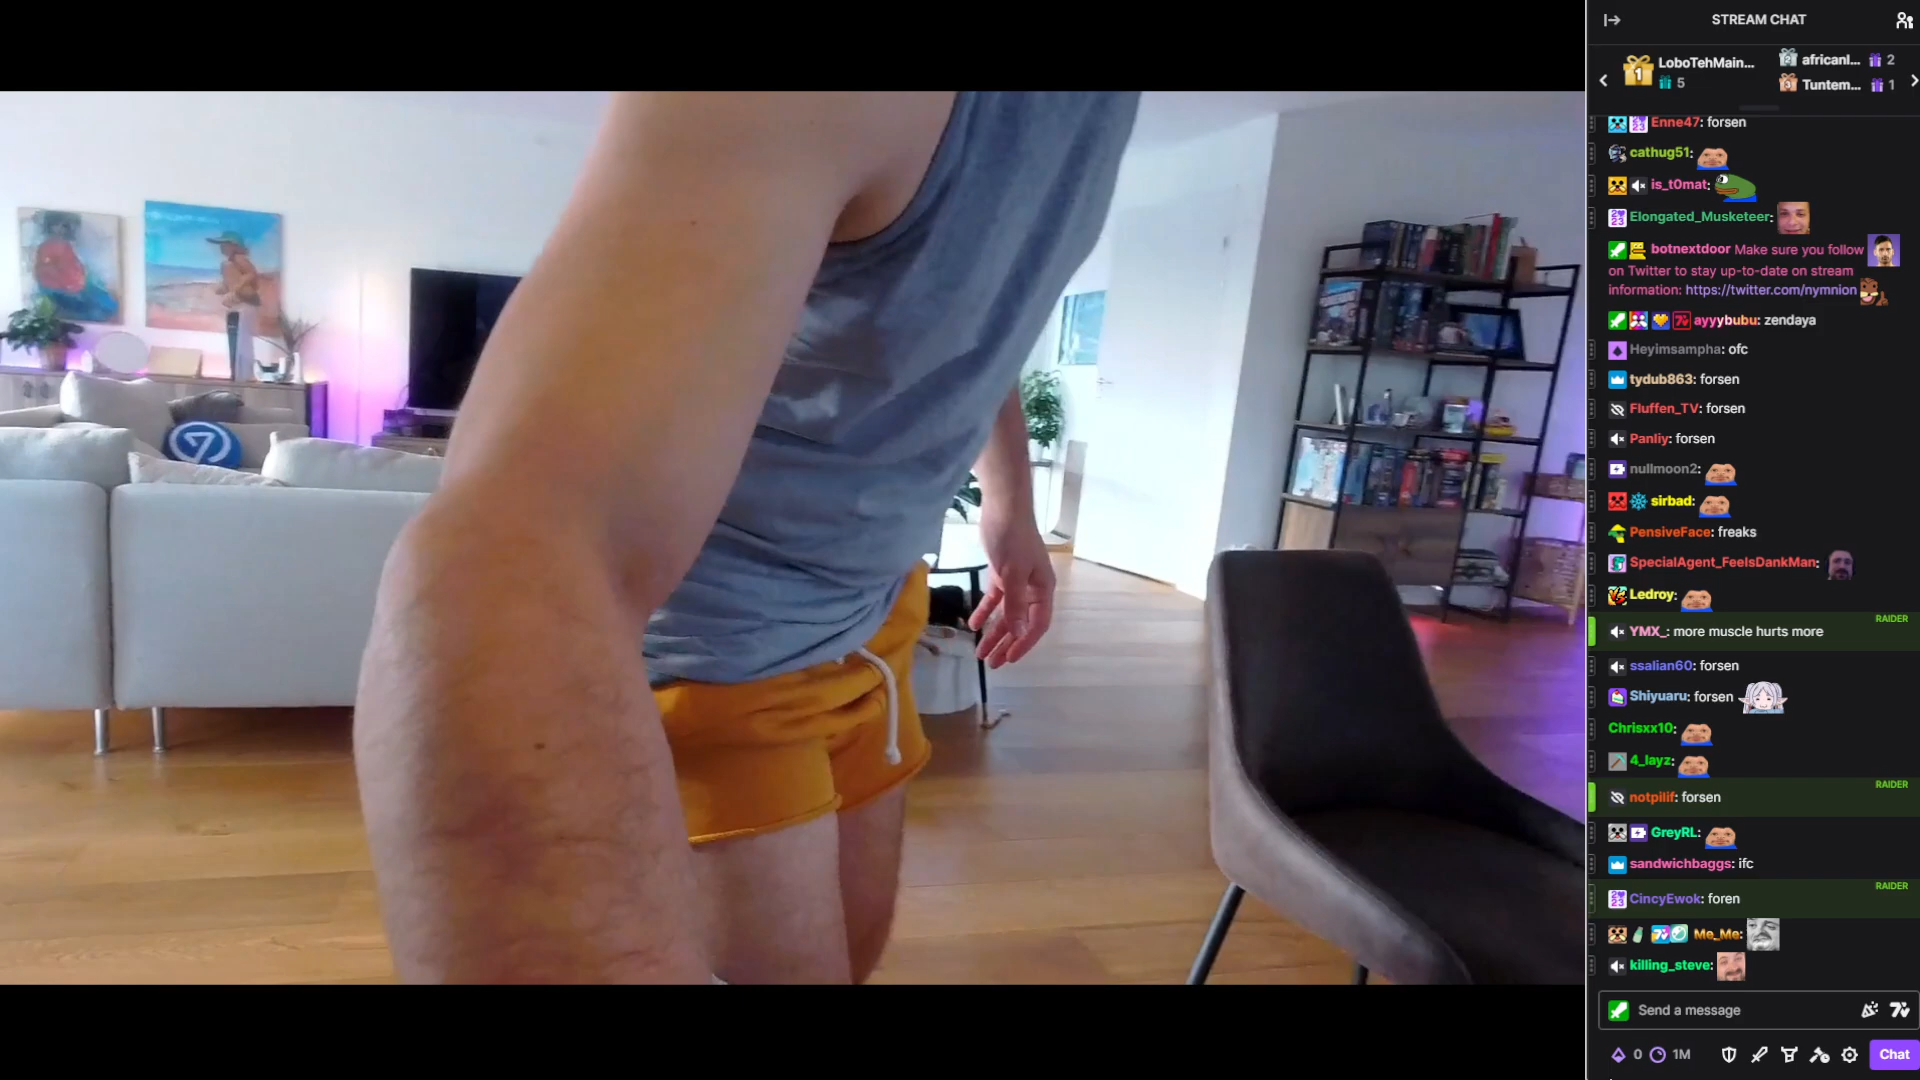 STREAM CHAT
LoboTehMain...
5
africanl... 2
Tuntem... 1
Enne47: forsen
cathug51:
is_t0mat:
Elongated_Musketeer:
botnextdoor Make sure you follow
on Twitter to stay up-to-date on stream
information: https://twitter.com/nymnion
ayyybubu: zendaya
Heyimsampha: ofc
tydub863: forsen
Fluffen_TV: forsen
Panliy: forsen
nullmoon2:
sirbad:
PensiveFace: freaks
SpecialAgent_FeelsDankMan:
Ledroy:
RAIDER
YMX_: more muscle hurts more
ssalian60: forsen
Shiyuaru: forsen
Chrisxx10:
4_layz:
RAIDER
notpilif: forsen
GreyRL:
sandwichbaggs: ifc
RAIDER
CincyEwok: foren
Me_Me:
killing_steve:
Send a message
0 1M
Chat